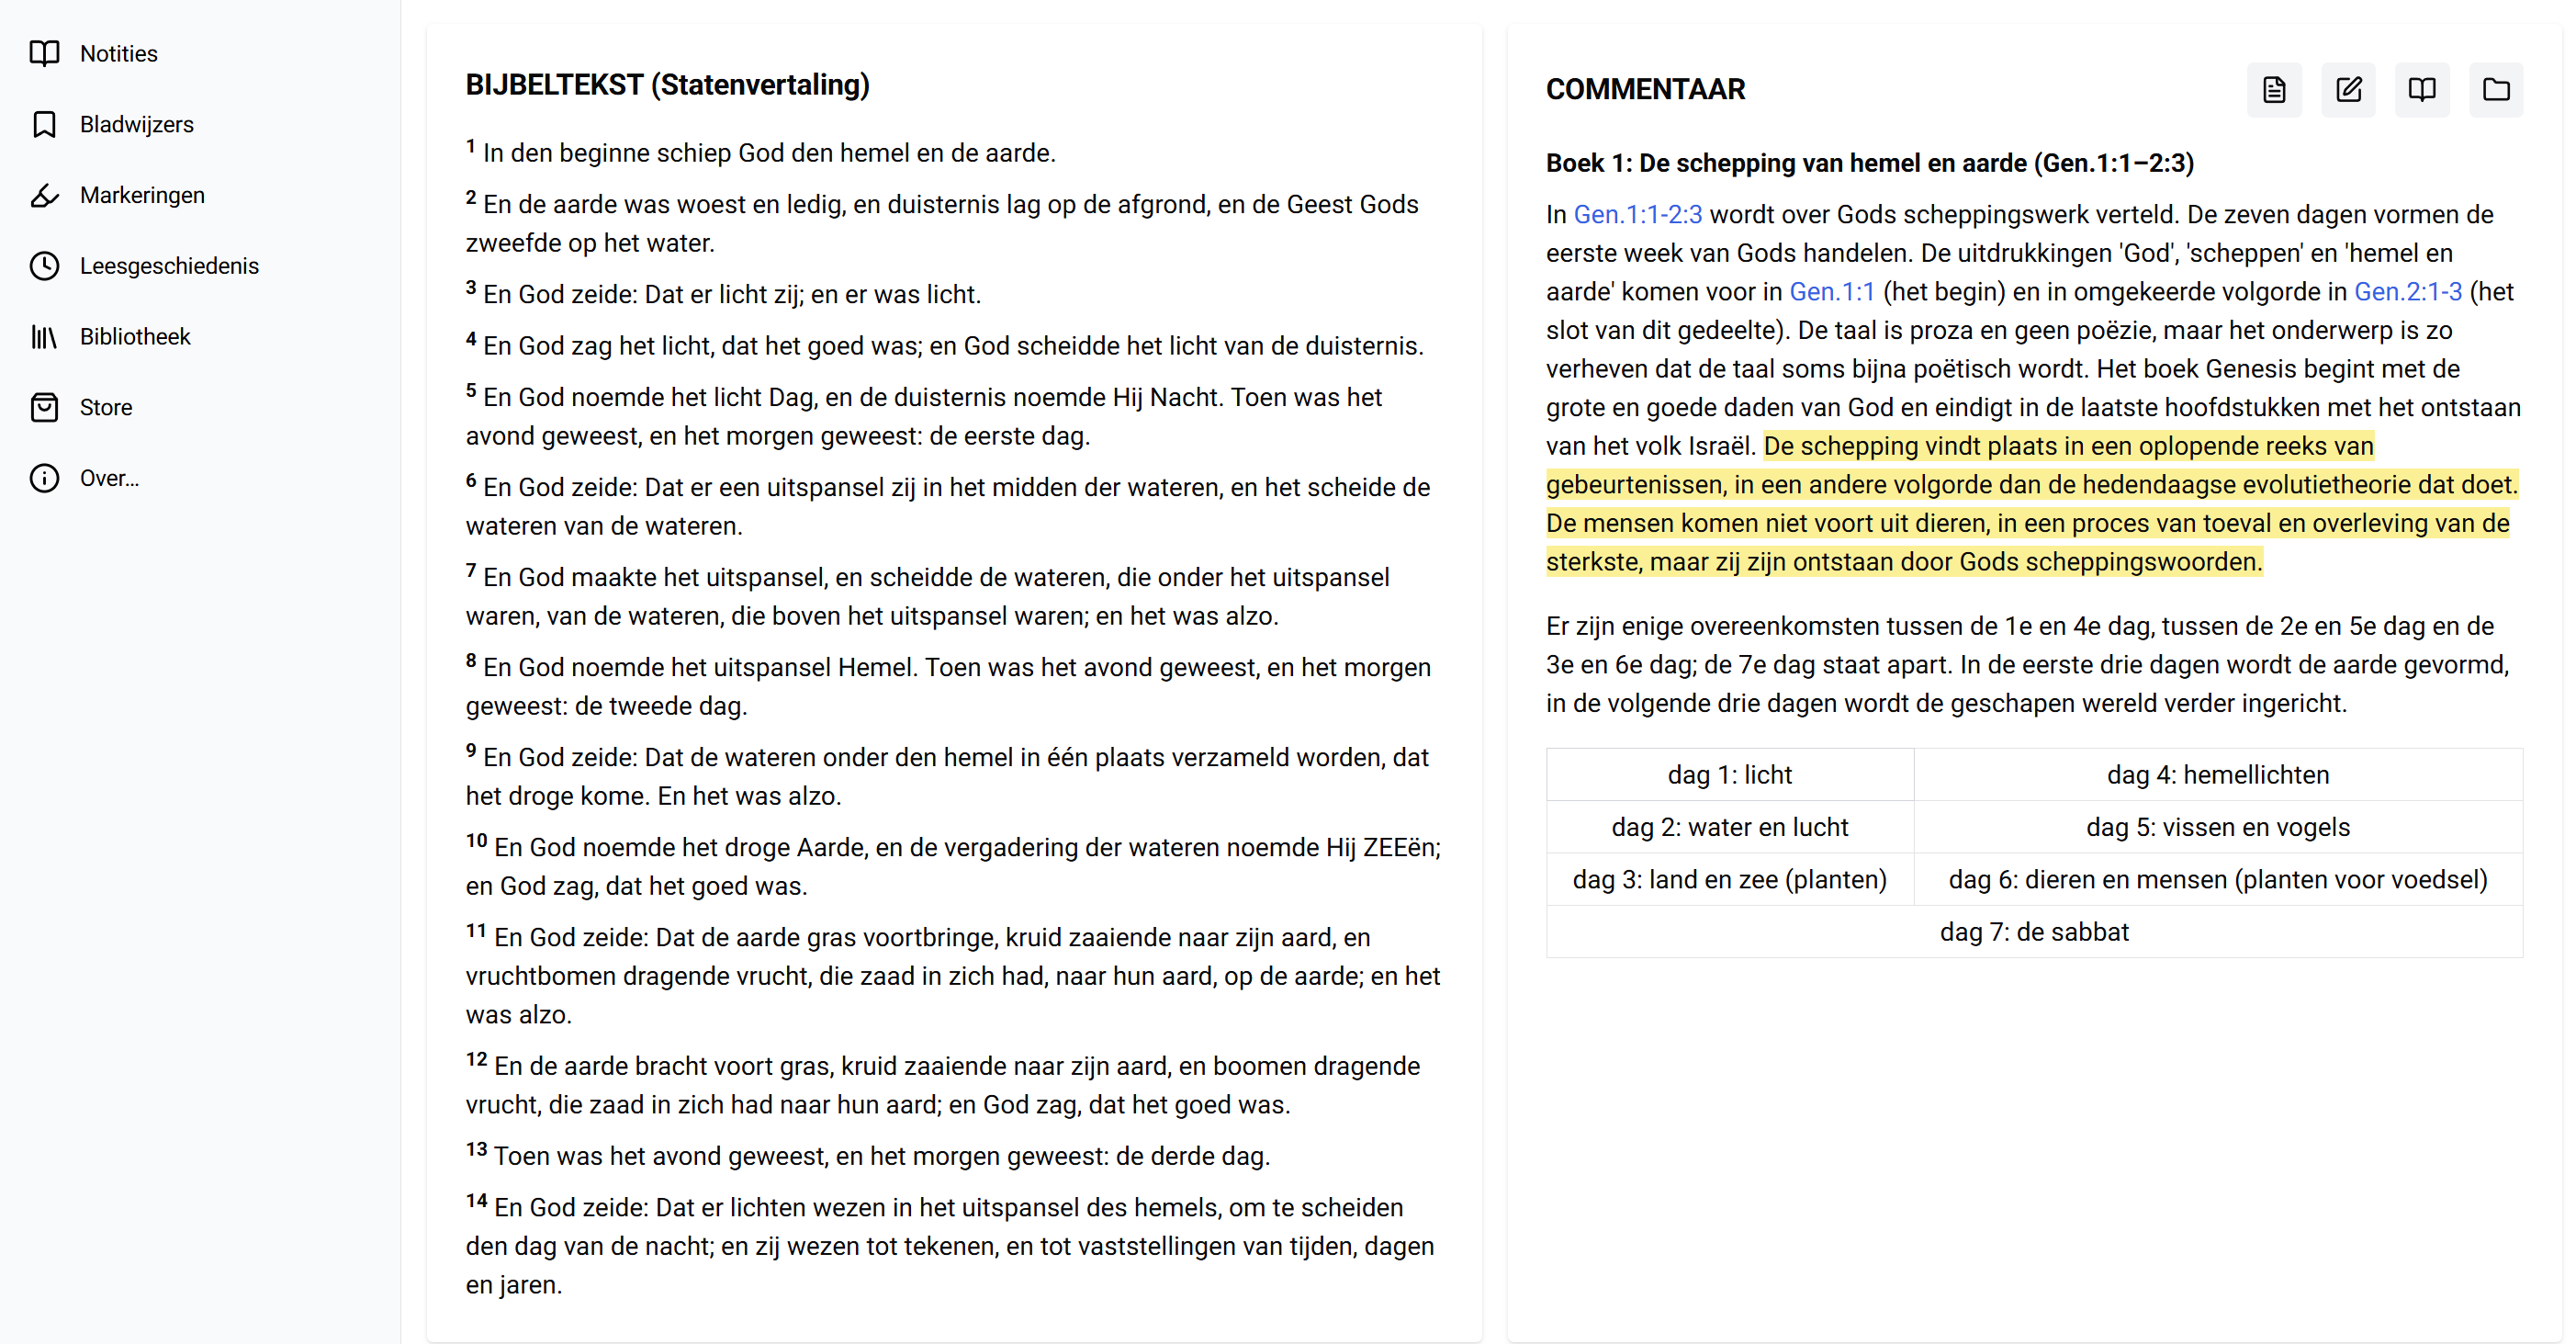 Notities
Bladwijzers
Markeringen
Leesgeschiedenis
Bibliotheek
Store
Over...
BIJBELTEKST (Statenvertaling)
1 In den beginne schiep God den hemel en de aarde.
2 En de aarde was woest en ledig, en duisternis lag op de afgrond, en de Geest Gods
zweefde op het water.
3 En God zeide: Dat er licht zij; en er was licht.
4 En God zag het licht, dat het goed was; en God scheidde het licht van de duisternis.
5 En God noemde het licht Dag, en de duisternis noemde Hij Nacht. Toen was het
avond geweest, en het morgen geweest: de eerste dag.
6 En God zeide: Dat er een uitspansel zij in het midden der wateren, en het scheide de
wateren van de wateren.
7 En God maakte het uitspansel, en scheidde de wateren, die onder het uitspansel
waren, van de wateren, die boven het uitspansel waren; en het was alzo.
8 En God noemde het uitspansel Hemel. Toen was het avond geweest, en het morgen
geweest: de tweede dag.
9 En God zeide: Dat de wateren onder den hemel in één plaats verzameld worden, dat
het droge kome. En het was alzo.
10 En God noemde het droge Aarde, en de vergadering der wateren noemde Hij ZEEën;
en God zag, dat het goed was.
11 En God zeide: Dat de aarde gras voortbringe, kruid zaaiende naar zijn aard, en
vruchtbomen dragende vrucht, die zaad in zich had, naar hun aard, op de aarde; en het
was alzo.
12 En de aarde bracht voort gras, kruid zaaiende naar zijn aard, en boomen dragende
vrucht, die zaad in zich had naar hun aard; en God zag, dat het goed was.
13 Toen was het avond geweest, en het morgen geweest: de derde dag.
14 En God zeide: Dat er lichten wezen in het uitspansel des hemels, om te scheiden
den dag van de nacht; en zij wezen tot tekenen, en tot vaststellingen van tijden, dagen
en jaren.
COMMENTAAR
Boek 1: De schepping van hemel en aarde (Gen.1:1–2:3)
In Gen.1:1-2:3 wordt over Gods scheppingswerk verteld. De zeven dagen vormen de
eerste week van Gods handelen. De uitdrukkingen 'God', 'scheppen' en 'hemel en
aarde' komen voor in Gen.1:1 (het begin) en in omgekeerde volgorde in Gen.2:1-3 (het
slot van dit gedeelte). De taal is proza en geen poëzie, maar het onderwerp is zo
verheven dat de taal soms bijna poëtisch wordt. Het boek Genesis begint met de
grote en goede daden van God en eindigt in de laatste hoofdstukken met het ontstaan
van het volk Israël. De schepping vindt plaats in een oplopende reeks van
gebeurtenissen, in een andere volgorde dan de hedendaagse evolutietheorie dat doet.
De mensen komen niet voort uit dieren, in een proces van toeval en overleving van de
sterkste, maar zij zijn ontstaan door Gods scheppingswoorden.
Er zijn enige overeenkomsten tussen de 1e en 4e dag, tussen de 2e en 5e dag en de
3e en 6e dag; de 7e dag staat apart. In de eerste drie dagen wordt de aarde gevormd,
in de volgende drie dagen wordt de geschapen wereld verder ingericht.
dag 1: licht dag 4: hemellichten
dag 2: water en lucht dag 5: vissen en vogels
dag 3: land en zee (planten) dag 6: dieren en mensen (planten voor voedsel)
dag 7: de sabbat